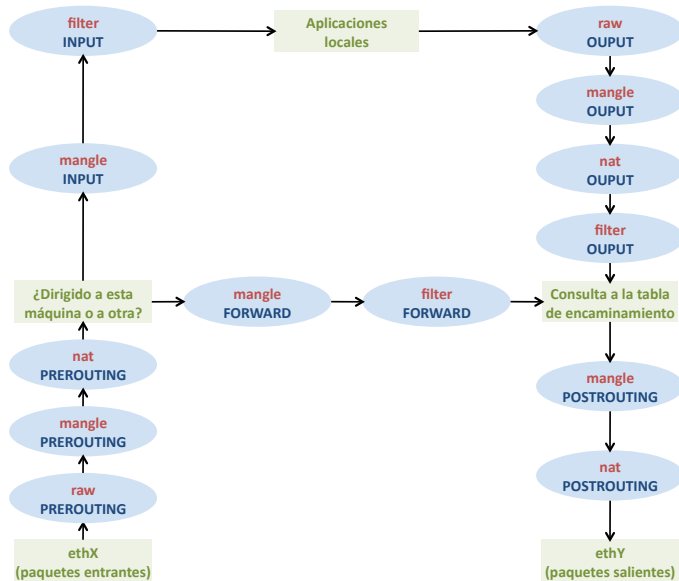 filter
INPUT
Aplicaciones
locales
raw
OUPUT
mangle
OUPUT
mangle
INPUT
nat
OUPUT
filter
OUPUT
¿Dirigido a esta
máquina o a otra?
mangle
FORWARD
filter
FORWARD
Consulta a la tabla
de encaminamiento
nat
PREROUTING
mangle
POSTROUTING
mangle
PREROUTING
nat
POSTROUTING
raw
PREROUTING
ethX
(paquetes entrantes)
ethY
(paquetes salientes)